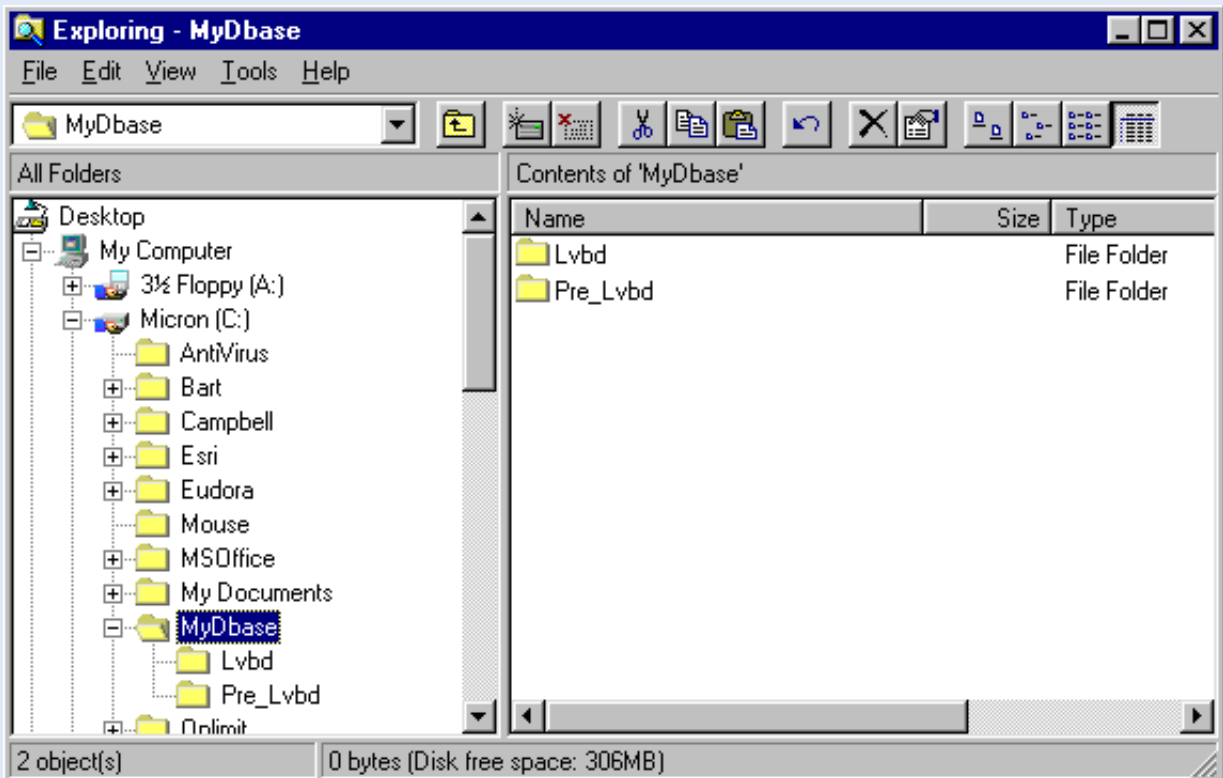 Exploring - MyDbase
File Edit View Tools Help
MyDbase
All Folders
Contents of 'MyDbase'
Desktop
My Computer
3½ Floppy (A:)
Micron (C:)
AntiVirus
Bart
Campbell
Esri
Eudora
Mouse
MSOffice
My Documents
MyDbase
Lvbd
Pre_Lvbd
Name Size Type
Lvbd File Folder
Pre_Lvbd File Folder
2 object(s) 0 bytes (Disk free space: 306MB)